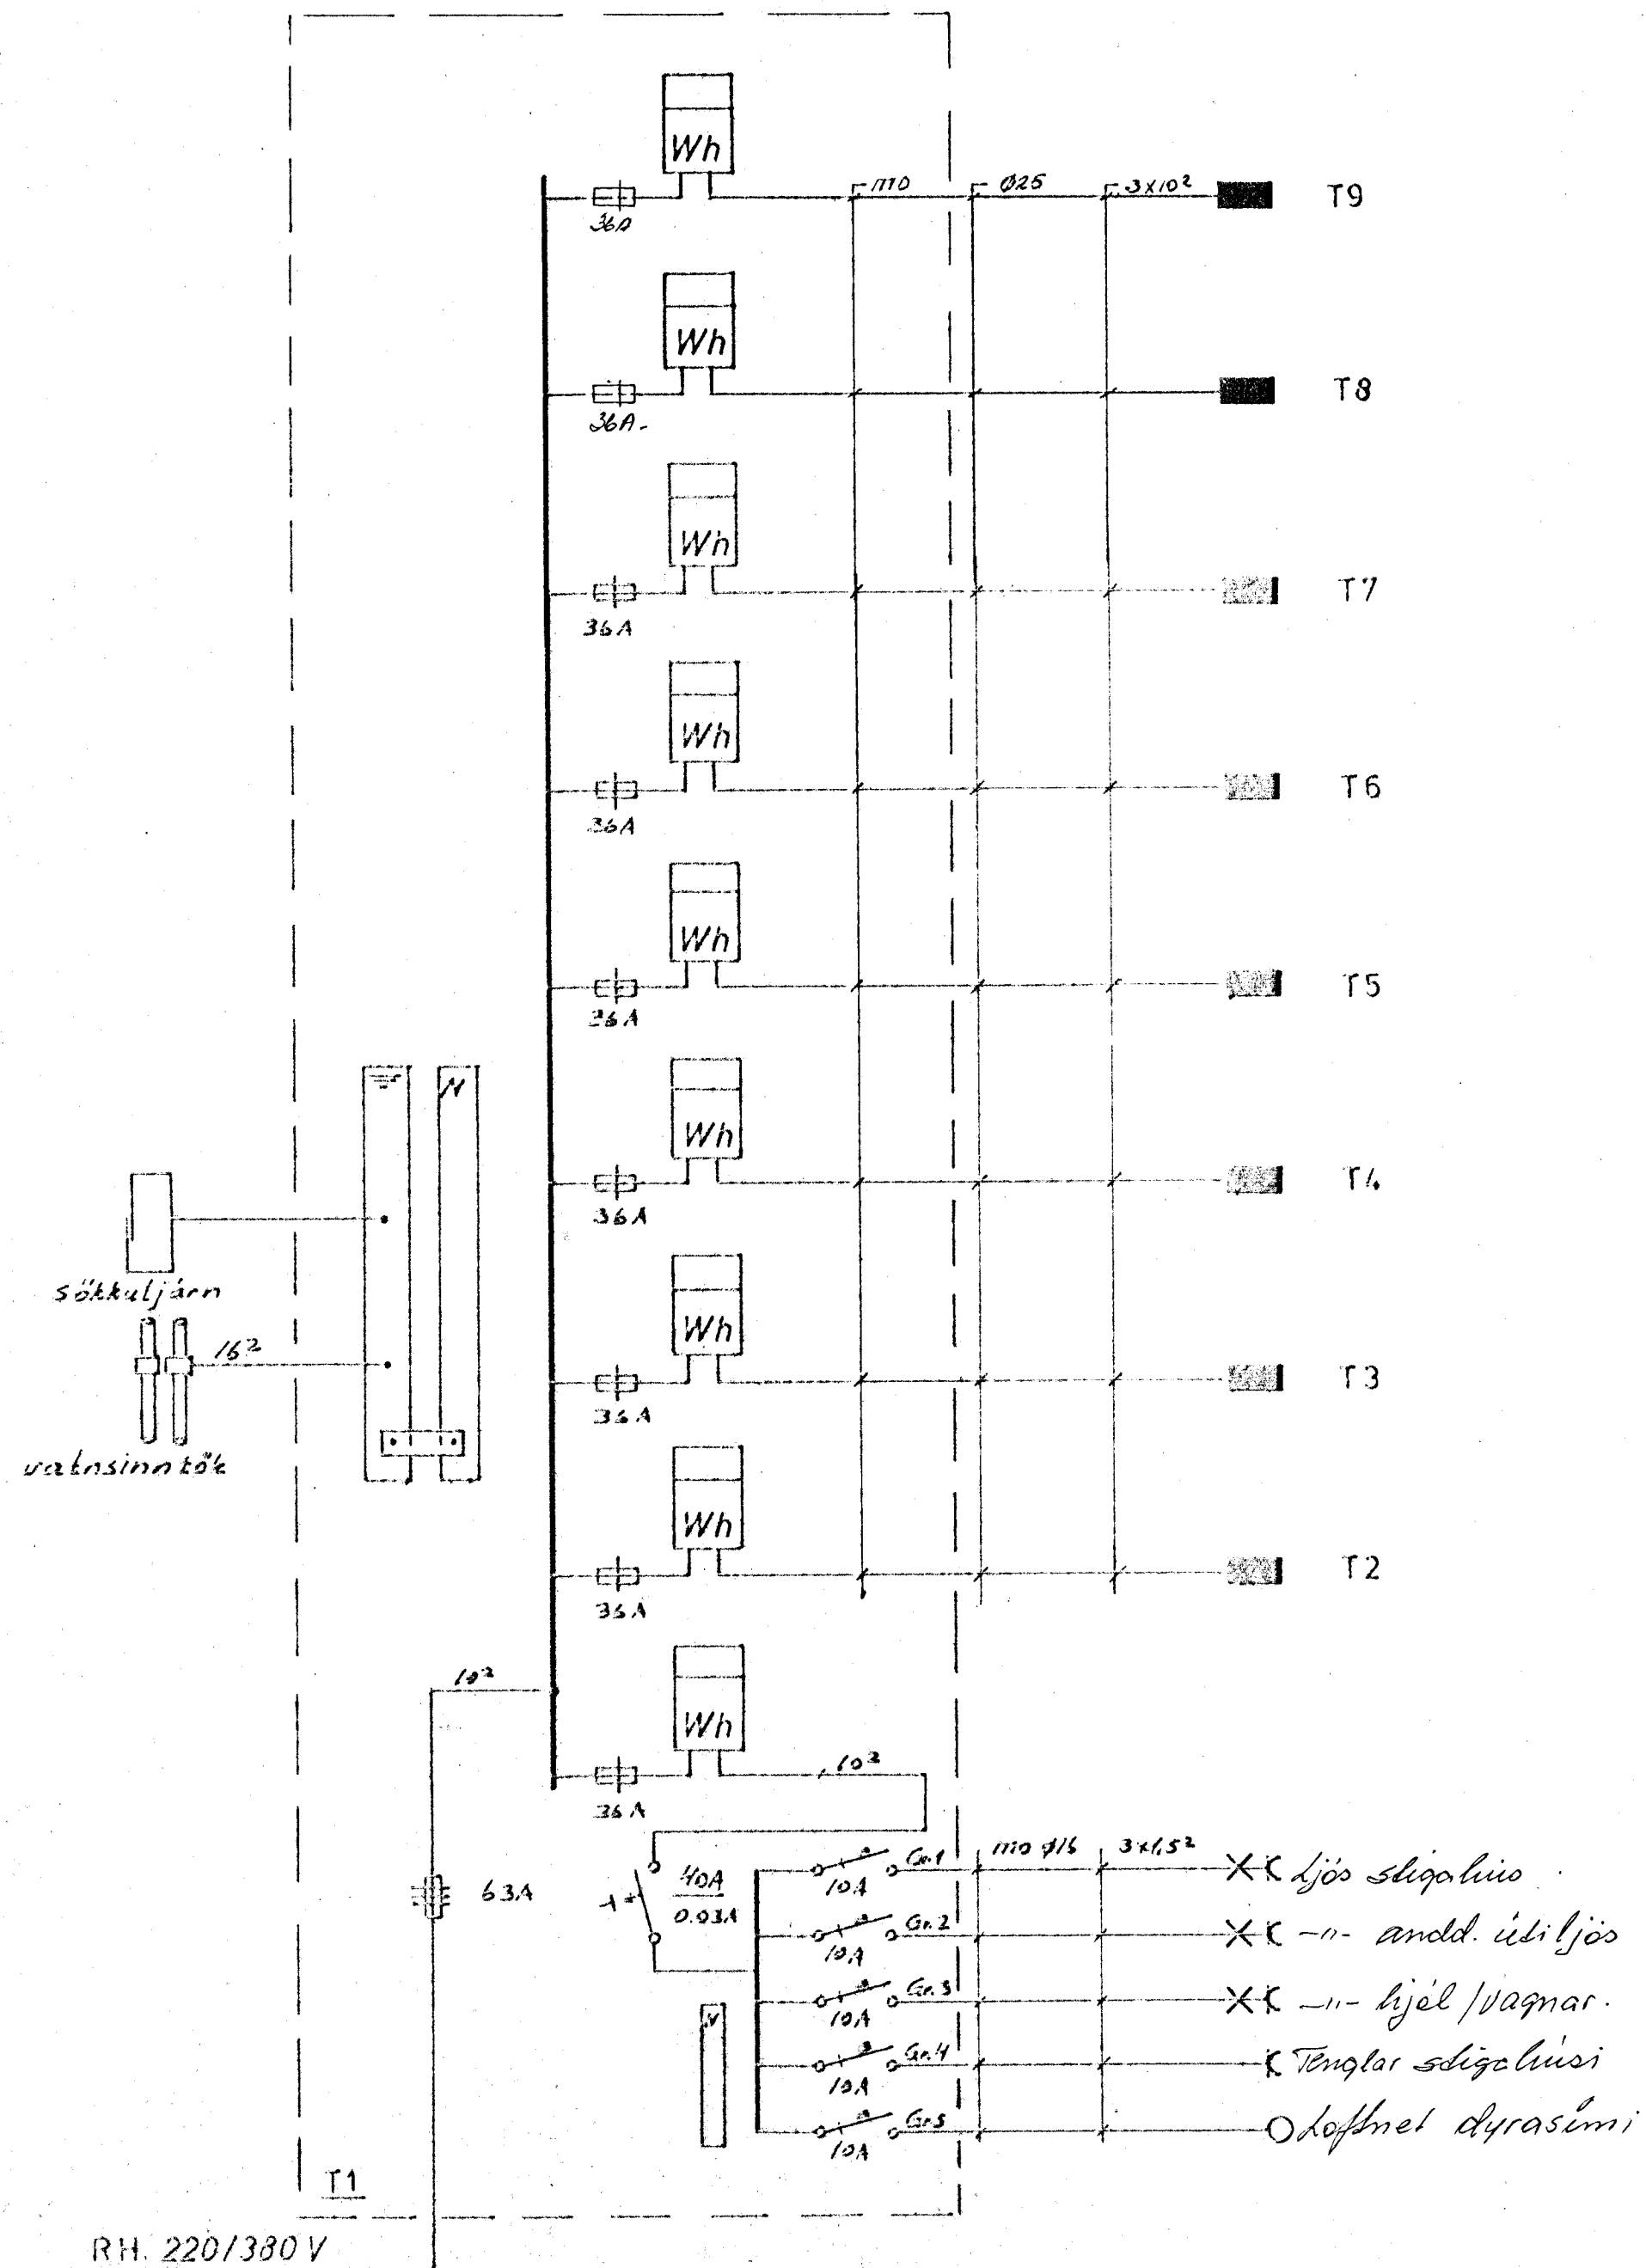 Wh
mo ø25 3x10² T9
36A
Wh
T8
36A
Wh
T7
36A
Wh
T6
36A
Wh
T5
36A
N
Wh
T4
36A
sökkuljárn
Wh
16²
T3
36A
vatnsinntök
Wh
T2
36A
10²
Wh
10²
36A
63A
40A
0.03A
10A Gr.1 mo ø16 3x1,5² Ljós stigahús
10A Gr.2 -"- andd. útiljós
10A Gr.3 -"- hjól/vagnar.
N
10A Gr.4 Tenglar stigahúsi
10A Gr.5 Loftnet dyrasími
T1
RH. 220/380 V